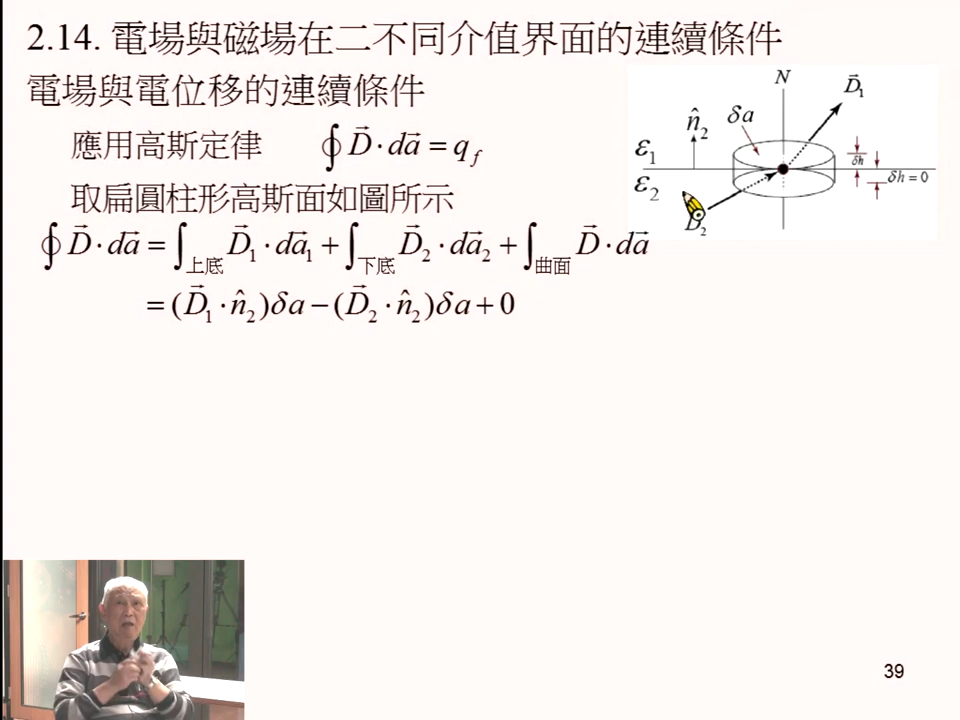 2.14. 電場與磁場在二不同介值界面的連續條件
電場與電位移的連續條件
應用高斯定律 ∮D⃗·da⃗ = q_f
取扁圓柱形高斯面如圖所示
∮D⃗·da⃗ = ∫上底 D⃗₁·da⃗₁ + ∫下底 D⃗₂·da⃗₂ + ∫曲面 D⃗·da⃗
= (D⃗₁·n̂₂)δa − (D⃗₂·n̂₂)δa + 0
N
D⃗₁
n̂₂
δa
ε₁
δh
ε₂
δh = 0
D⃗₂
39